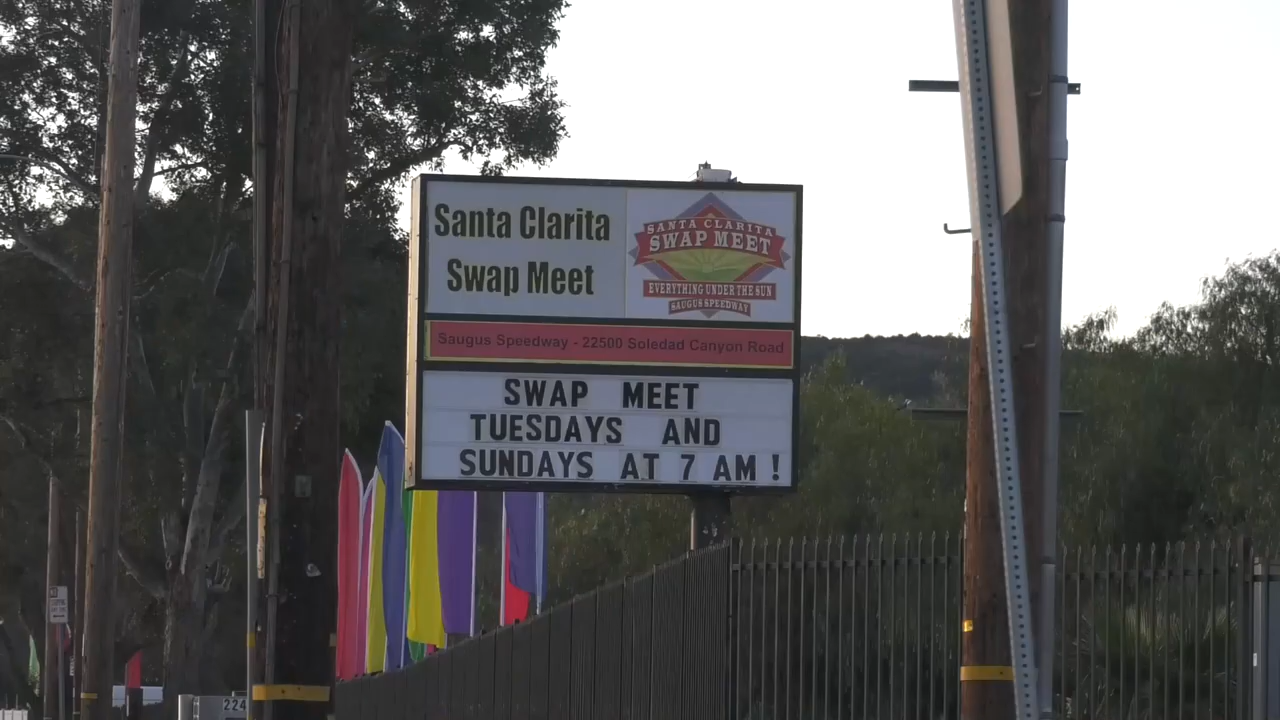 Santa Clarita
Swap Meet
SANTA CLARITA
SWAP MEET
EVERYTHING UNDER THE SUN
SAUGUS SPEEDWAY
Saugus Speedway - 22500 Soledad Canyon Road
SWAP MEET
TUESDAYS AND
SUNDAYS AT 7 AM !
224